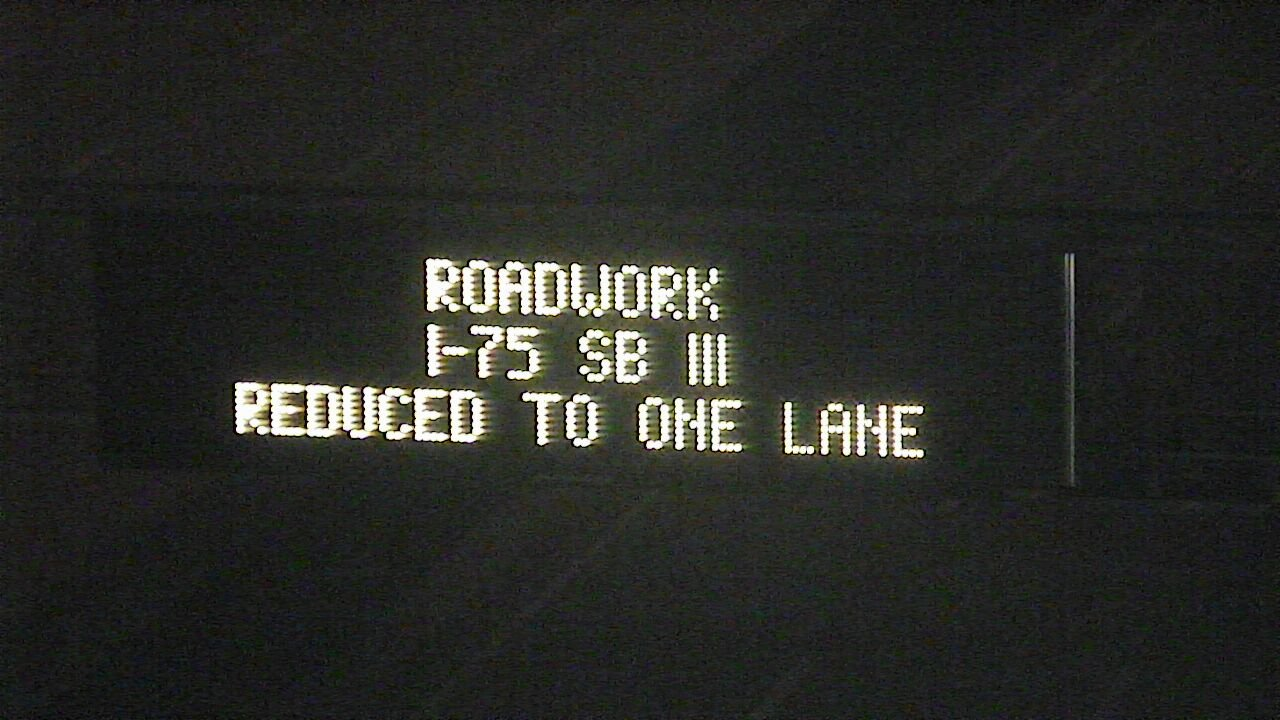 ROADWORK
I-75 SB III
REDUCED TO ONE LANE